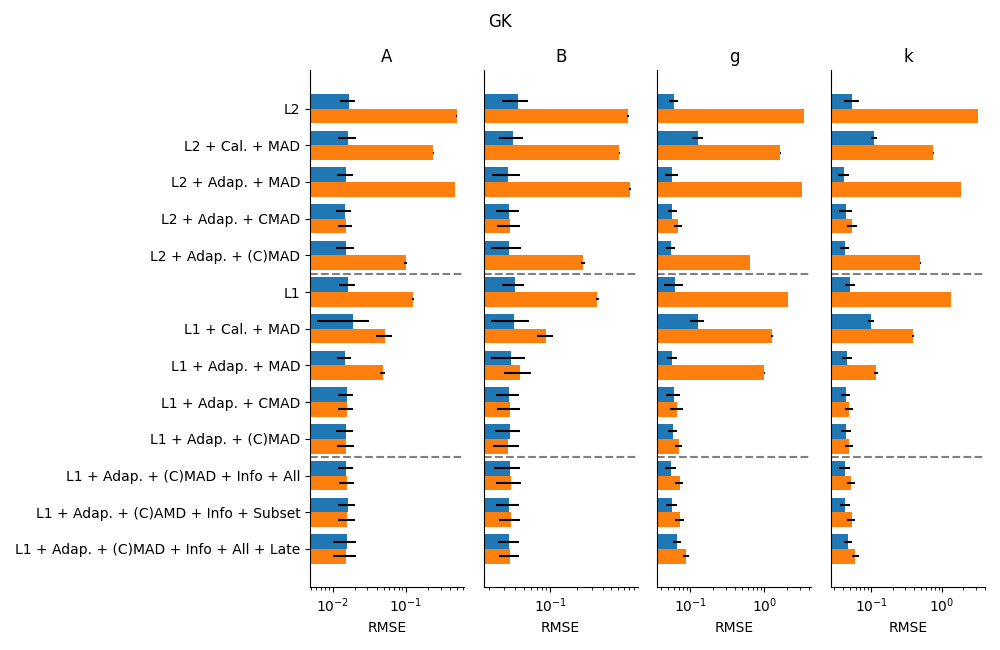 GK
A B g k
L2
L2 + Cal. + MAD
L2 + Adap. + MAD
L2 + Adap. + CMAD
L2 + Adap. + (C)MAD
L1
L1 + Cal. + MAD
L1 + Adap. + MAD
L1 + Adap. + CMAD
L1 + Adap. + (C)MAD
L1 + Adap. + (C)MAD + Info + All
L1 + Adap. + (C)AMD + Info + Subset
L1 + Adap. + (C)MAD + Info + All + Late
10⁻² 10⁻¹ 10⁻¹ 10⁻¹ 10⁰ 10⁻¹ 10⁰
RMSE RMSE RMSE RMSE